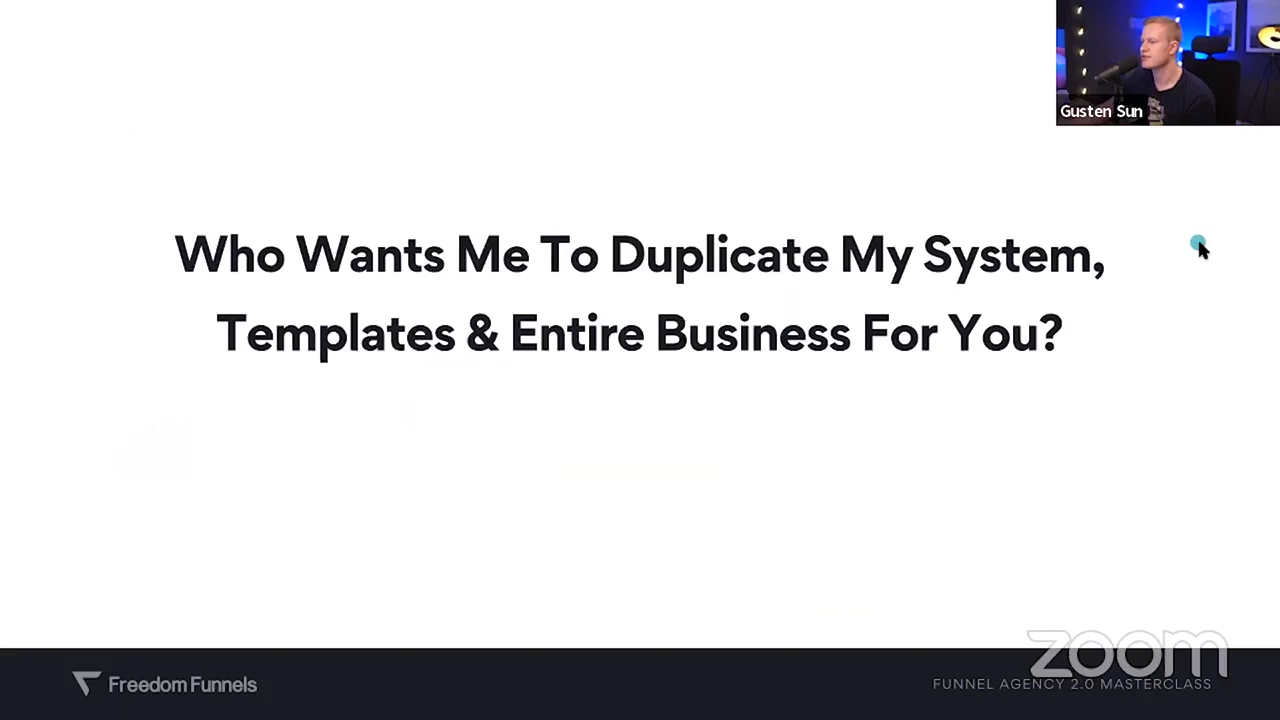 Gusten Sun
Who Wants Me To Duplicate My System,
Templates & Entire Business For You?
zoom
Freedom Funnels
FUNNEL AGENCY 2.0 MASTERCLASS